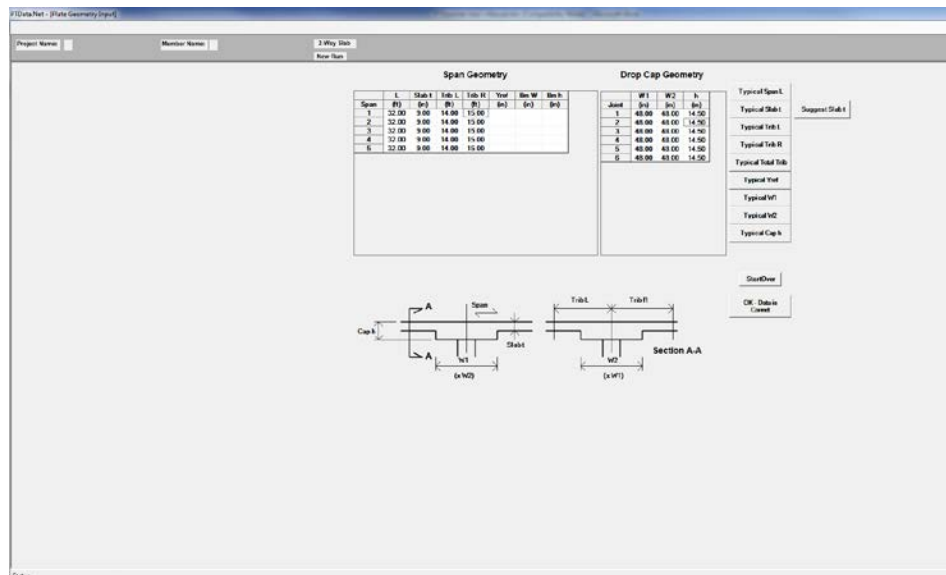 PTData.Net - [Plate Geometry Input]
Project Name: Member Name: 2-Way Slab
New Run
Span Geometry
L Slab t Trib L Trib R Yref Bm W Bm h
Span (ft) (in) (ft) (ft) (in) (in) (in)
1 32.00 9.00 14.00 15.00
2 32.00 9.00 14.00 15.00
3 32.00 9.00 14.00 15.00
4 32.00 9.00 14.00 15.00
5 32.00 9.00 14.00 15.00
Drop Cap Geometry
W1 W2 h
Joint (in) (in) (in)
1 48.00 48.00 14.50
2 48.00 48.00 14.50
3 48.00 48.00 14.50
4 48.00 48.00 14.50
5 48.00 48.00 14.50
6 48.00 48.00 14.50
Typical Span L
Typical Slab t
Suggest Slab t
Typical Trib L
Typical Trib R
Typical Total Trib
Typical Yref
Typical W1
Typical W2
Typical Cap h
StartOver
OK - Data is
Correct
A Span
Cap h
Slab t
A W1
(x W2)
Trib L Trib R
W2 Section A-A
(x W1)